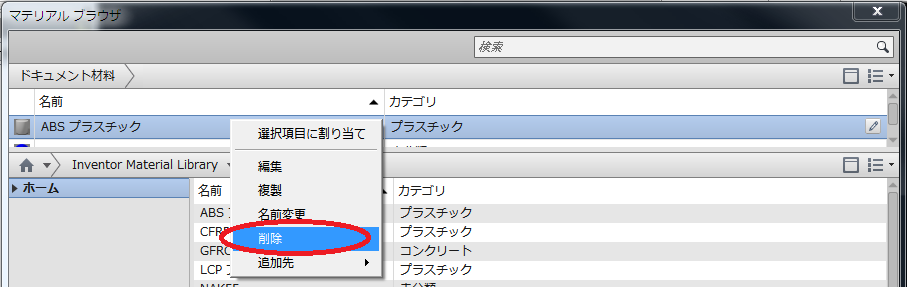 マテリアル ブラウザ
検索
ドキュメント材料
名前 カテゴリ
ABS プラスチック プラスチック
選択項目に割り当て
Inventor Material Library
編集
ホーム
名前 カテゴリ
複製
ABS プラスチック
名前変更
CFR プラスチック
削除
GFRC コンクリート
追加先
LCP プラスチック